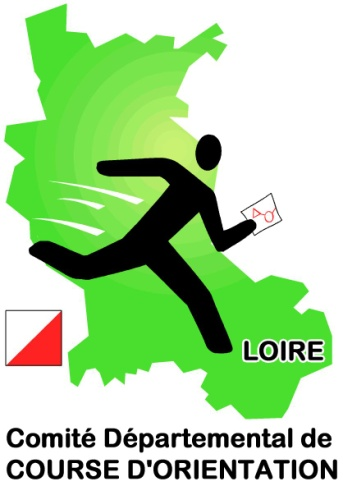 LOIRE
Comité Départemental de
COURSE D'ORIENTATION